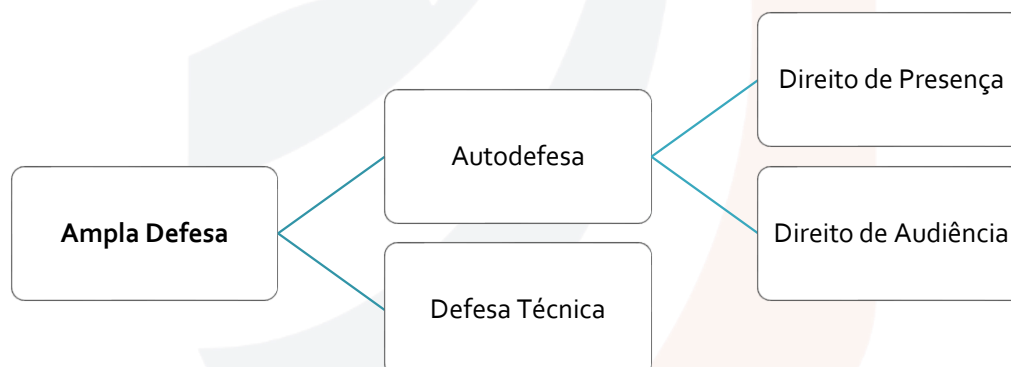 Ampla Defesa
Autodefesa
Defesa Técnica
Direito de Presença
Direito de Audiência